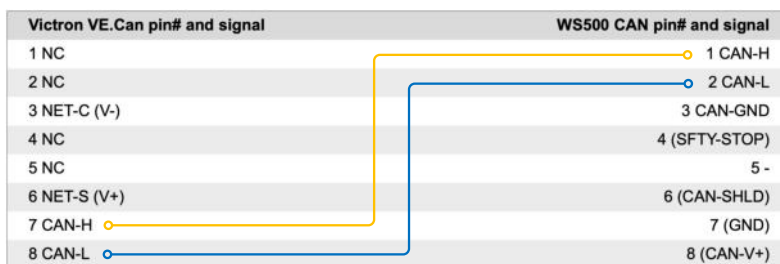 Victron VE.Can pin# and signal WS500 CAN pin# and signal
1 NC 1 CAN-H
2 NC 2 CAN-L
3 NET-C (V-) 3 CAN-GND
4 NC 4 (SFTY-STOP)
5 NC 5 -
6 NET-S (V+) 6 (CAN-SHLD)
7 CAN-H 7 (GND)
8 CAN-L 8 (CAN-V+)